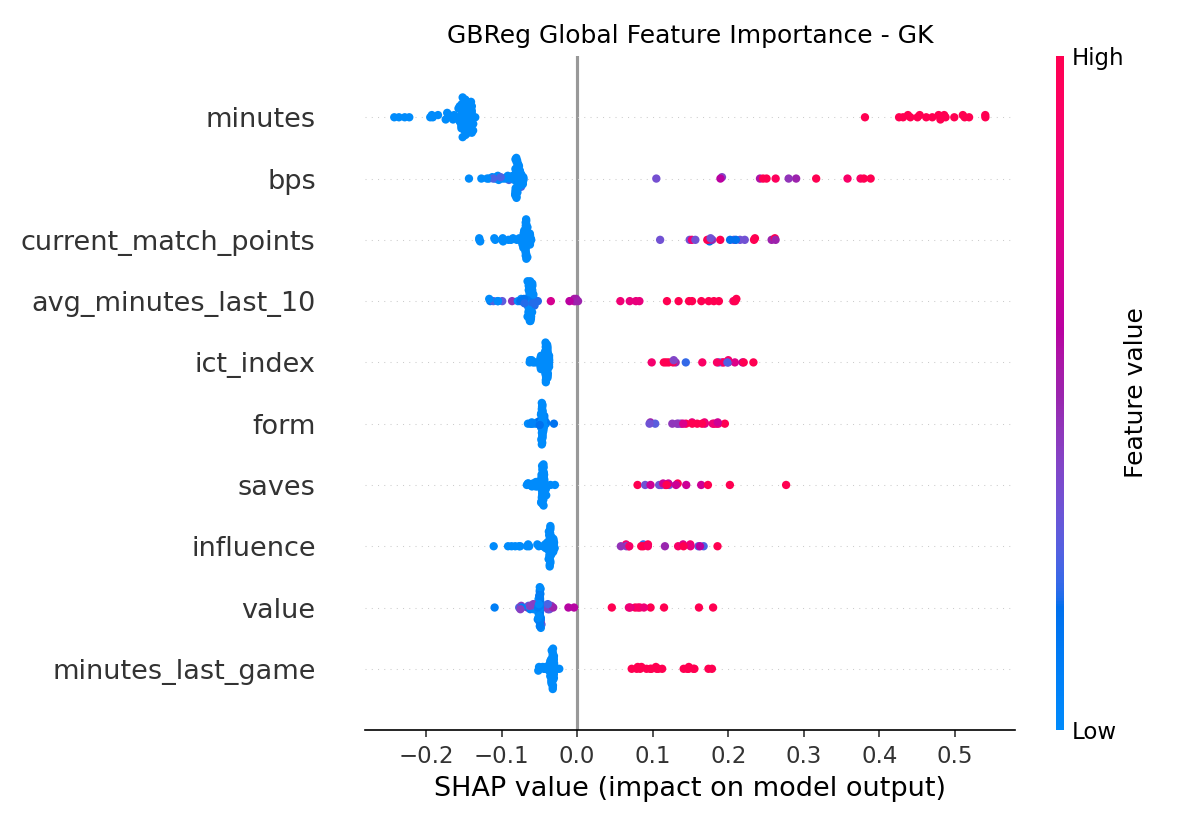 GBReg Global Feature Importance - GK
High
minutes
bps
current_match_points
avg_minutes_last_10
ict_index
form
saves
influence
value
minutes_last_game
Feature value
Low
−0.2 −0.1 0.0 0.1 0.2 0.3 0.4 0.5
SHAP value (impact on model output)